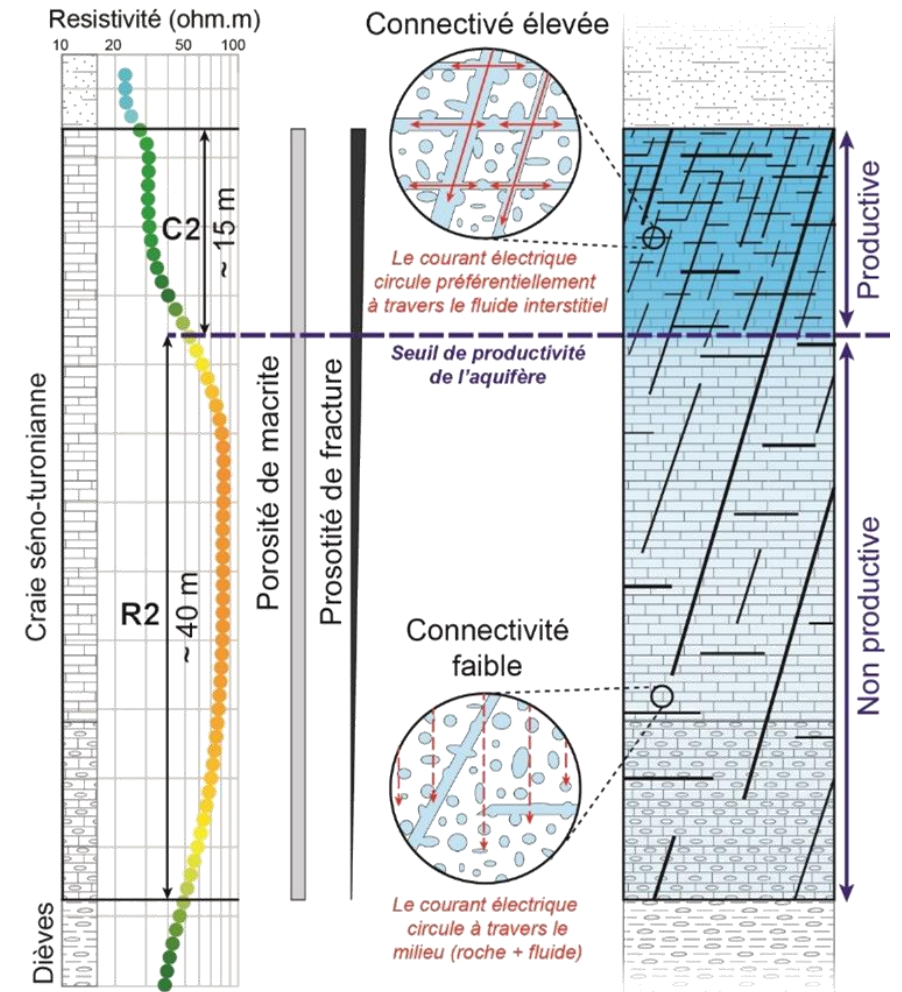 Resistivité (ohm.m)
10 20 50 100
Connectivé élevée
C2
~ 15 m
Le courant électrique
circule préférentiellement
à travers le fluide interstitiel
Productive
Seuil de productivité
de l'aquifère
Craie séno-turonianne
R2
~ 40 m
Porosité de macrite
Prosotité de fracture
Connectivité
faible
Non productive
Le courant électrique
circule à travers le
milieu (roche + fluide)
Dièves